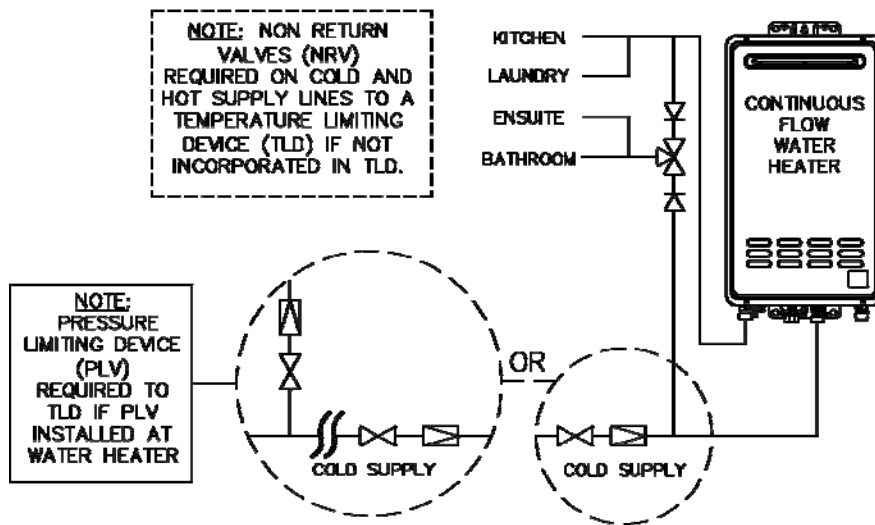 NOTE: NON RETURN
VALVES (NRV)
REQUIRED ON COLD AND
HOT SUPPLY LINES TO A
TEMPERATURE LIMITING
DEVICE (TLD) IF NOT
INCORPORATED IN TLD.
KITCHEN
LAUNDRY
ENSUITE
BATHROOM
CONTINUOUS
FLOW
WATER
HEATER
NOTE:
PRESSURE
LIMITING DEVICE
(PLV)
REQUIRED TO
TLD IF PLV
INSTALLED AT
WATER HEATER
OR
COLD SUPPLY
COLD SUPPLY